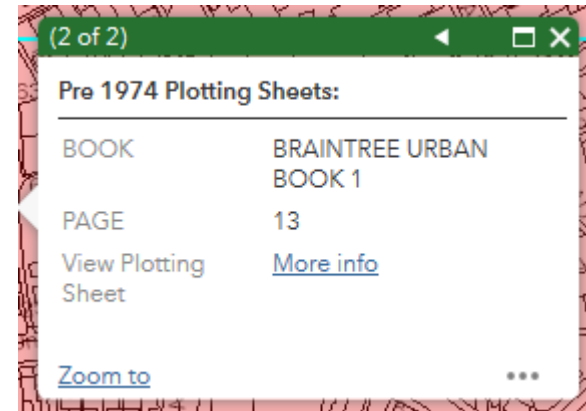 (2 of 2)
Pre 1974 Plotting Sheets:
BOOK BRAINTREE URBAN
BOOK 1
PAGE 13
View Plotting More info
Sheet
Zoom to